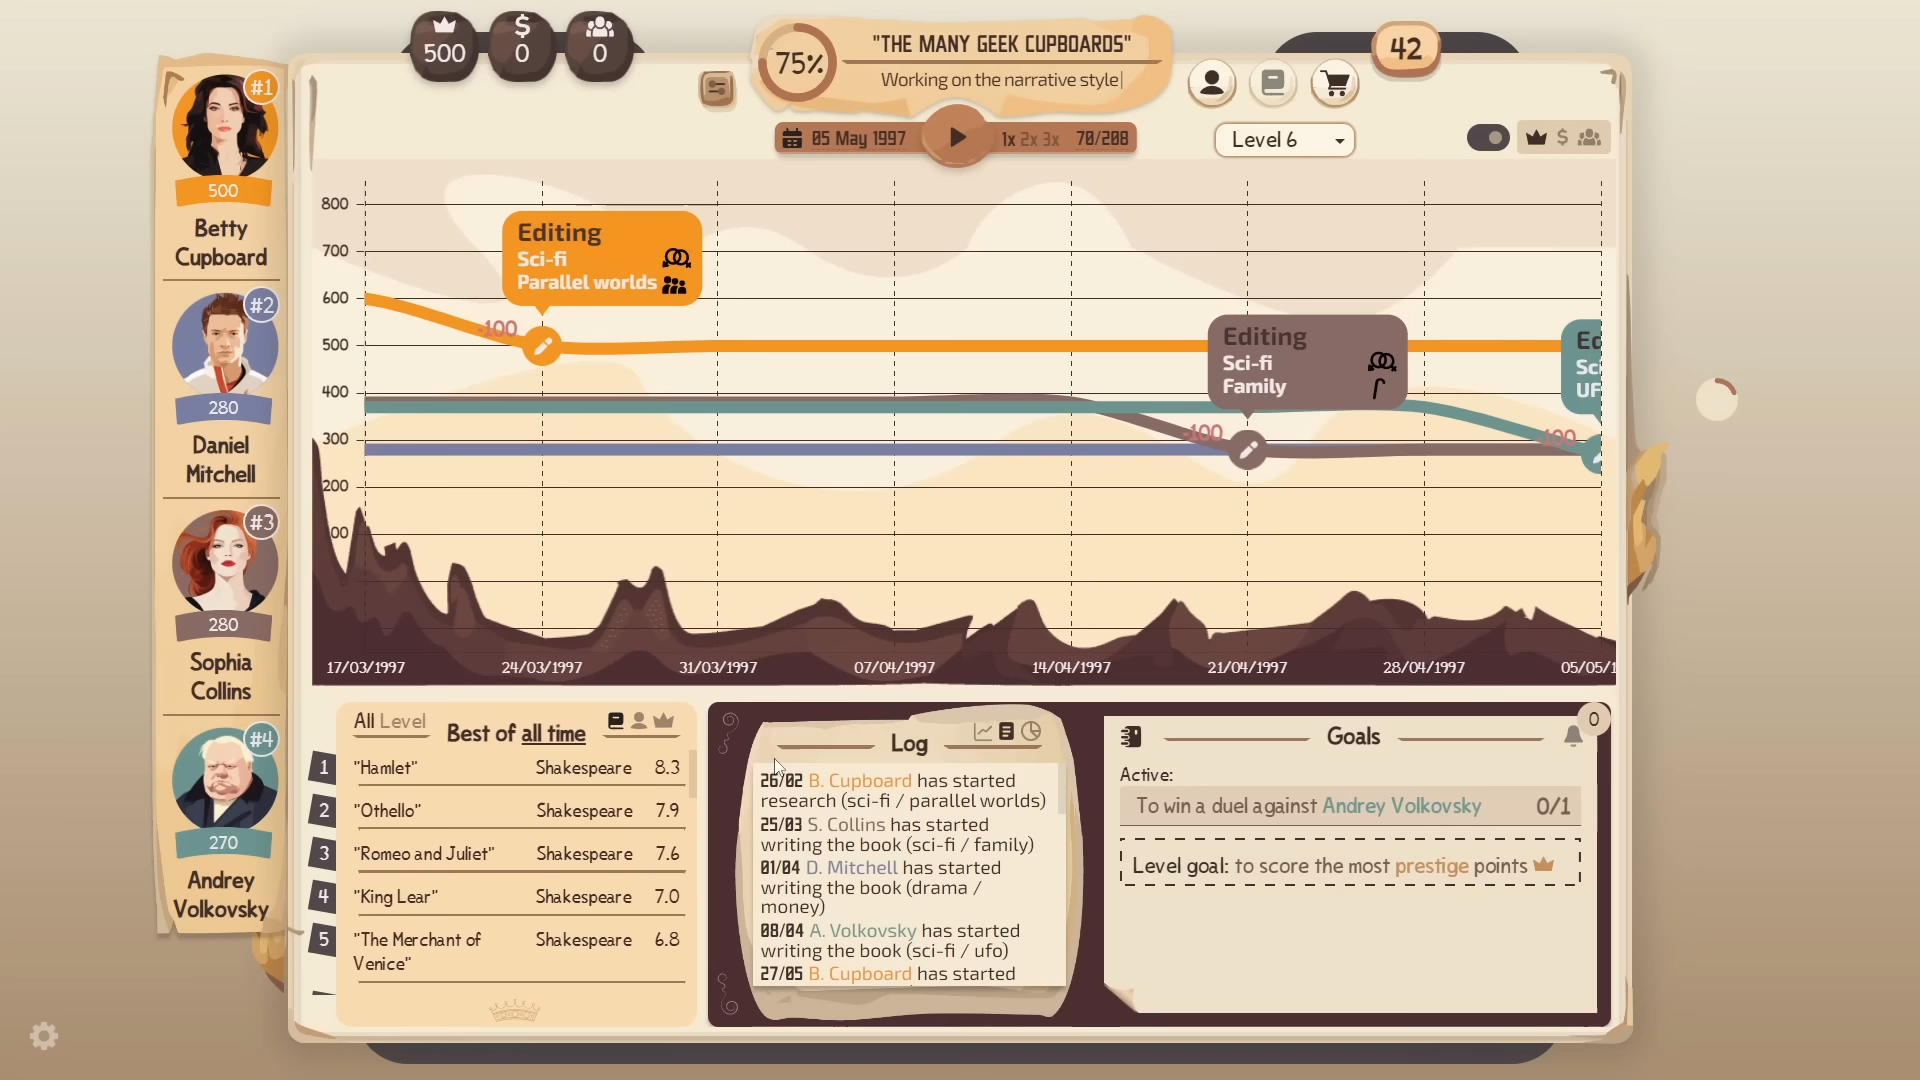 500
0
0
75%
"THE MANY GEEK CUPBOARDS"
Working on the narrative style
42
05 May 1997
1x 2x 3x
70/208
Level 6
#1
500
Betty
Cupboard
#2
280
Daniel
Mitchell
#3
280
Sophia
Collins
#4
270
Andrey
Volkovsky
800
700
600
500
400
300
200
100
Editing
Sci-fi
Parallel worlds
-100
Editing
Sci-fi
Family
-100
Ed
Sci
UF
-100
17/03/1997
24/03/1997
31/03/1997
07/04/1997
14/04/1997
21/04/1997
28/04/1997
05/05/1
All Level
Best of all time
1 "Hamlet" Shakespeare 8.3
2 "Othello" Shakespeare 7.9
3 "Romeo and Juliet" Shakespeare 7.6
4 "King Lear" Shakespeare 7.0
5 "The Merchant of Shakespeare 6.8
Venice"
Log
26/02 B. Cupboard has started
research (sci-fi / parallel worlds)
25/03 S. Collins has started
writing the book (sci-fi / family)
01/04 D. Mitchell has started
writing the book (drama /
money)
08/04 A. Volkovsky has started
writing the book (sci-fi / ufo)
27/05 B. Cupboard has started
Goals
0
Active:
To win a duel against Andrey Volkovsky 0/1
Level goal: to score the most prestige points